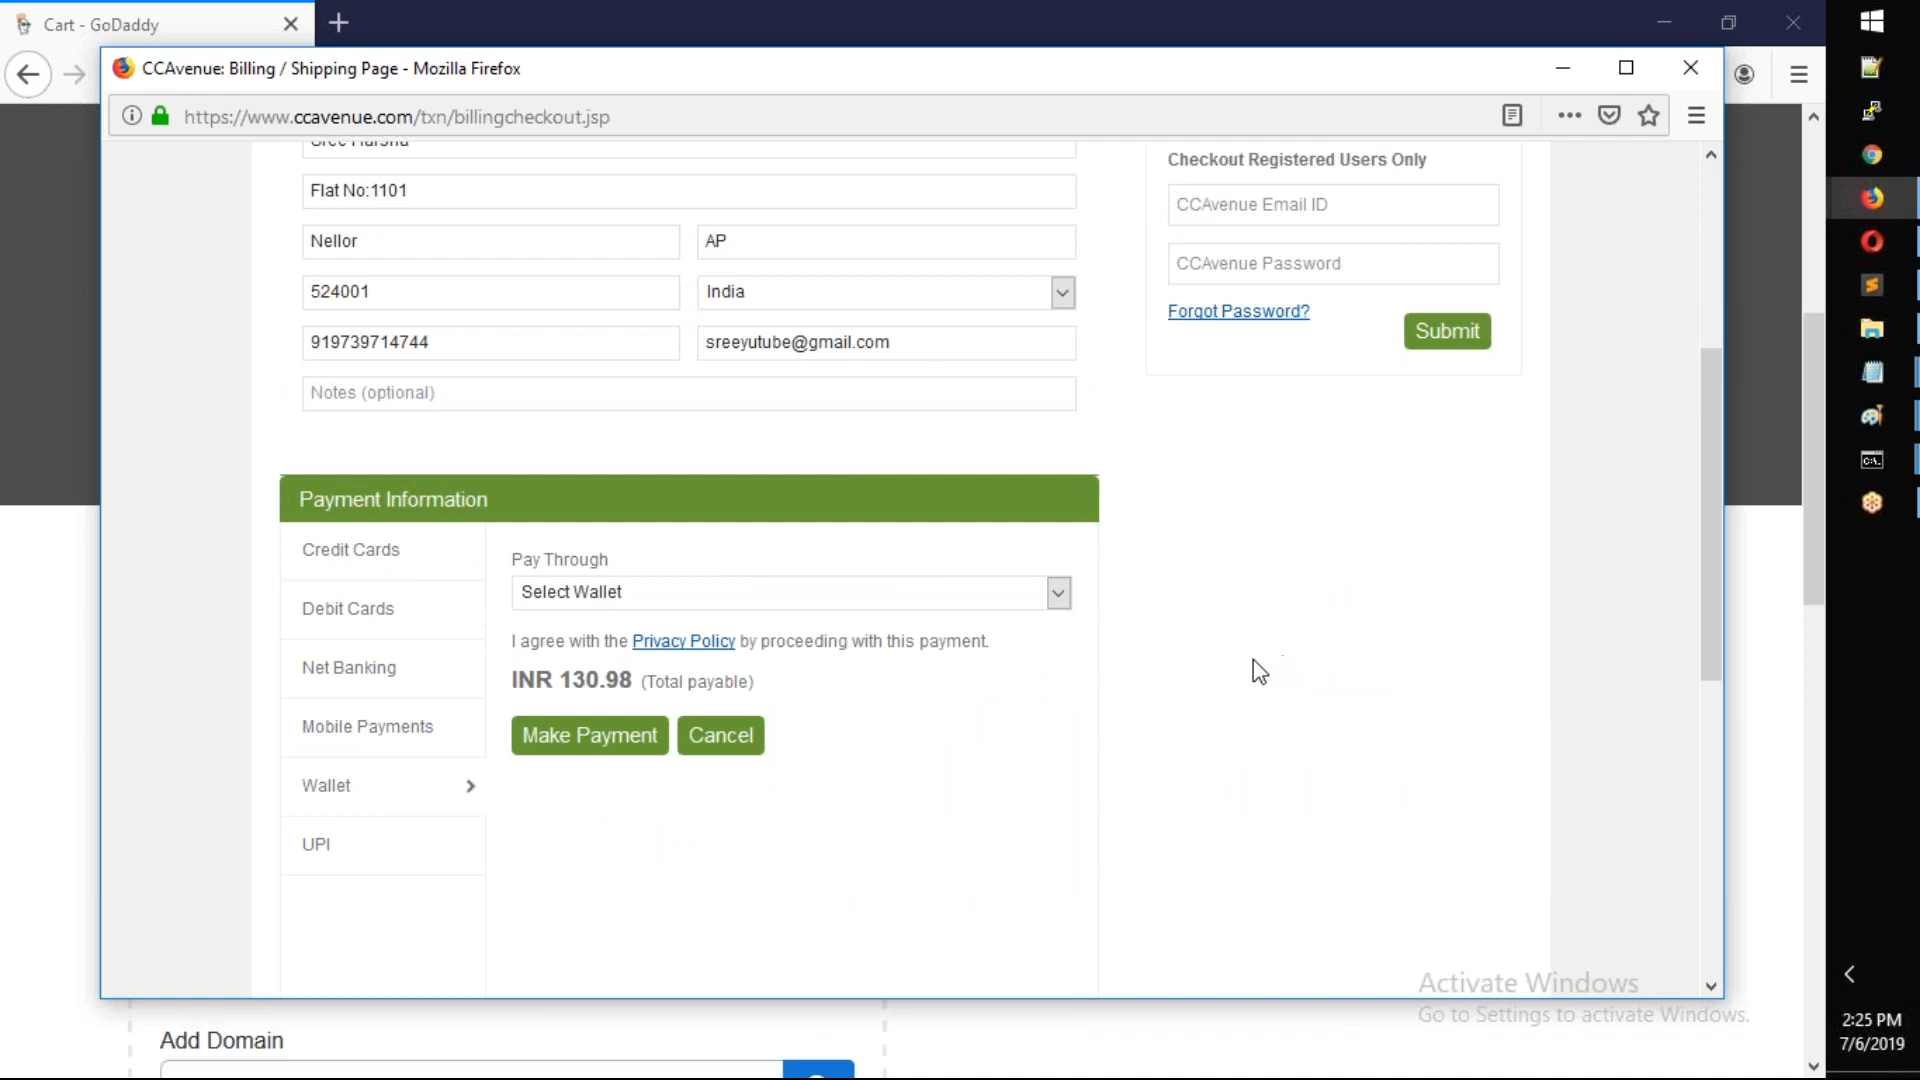 Cart - GoDaddy
CCAvenue: Billing / Shipping Page - Mozilla Firefox
https://www.ccavenue.com/txn/billingcheckout.jsp
Sree Harsha
Flat No:1101
Nellor
AP
524001
India
919739714744
sreeyutube@gmail.com
Notes (optional)
Checkout Registered Users Only
CCAvenue Email ID
CCAvenue Password
Forgot Password?
Submit
Payment Information
Credit Cards
Debit Cards
Net Banking
Mobile Payments
Wallet
UPI
Pay Through
Select Wallet
I agree with the Privacy Policy by proceeding with this payment.
INR 130.98 (Total payable)
Make Payment
Cancel
Activate Windows
Go to Settings to activate Windows.
Add Domain
2:25 PM
7/6/2019